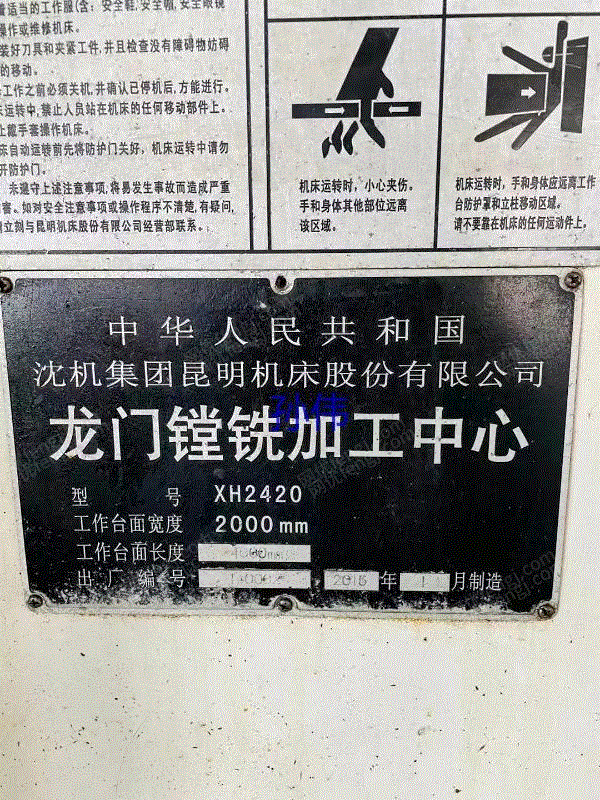 适当的工作服(含：安全鞋，安全帽，安全眼镜
操作或维修机床。
装好刀具和夹紧工件，并且检查没有障碍物妨碍
的移动。
工作之前必须关机，并确认已停机后，方能进行。
运转中，禁止人员站在机床的任何移动部件上。
手套操作机床。
床自动运转前先将防护门关好，机床运转中请勿
开防护门。
未遵守上述注意事项，将易发生事故而造成严重
害。如对安全注意事项或操作程序不清楚，有疑问，
立刻与昆明机床股份有限公司经营部联系。
机床运转时，小心夹伤。
手和身体其他部位远离
该区域。
机床运转时，手和身体应远离工作
台防护罩和立柱移动区域。
请不要在机床的任何运动件上。
中华人民共和国
沈机集团昆明机床股份有限公司
孙伟
龙门镗铣加工中心
型号 XH2420
工作台面宽度 2000mm
工作台面长度
出厂编号 年 月制造